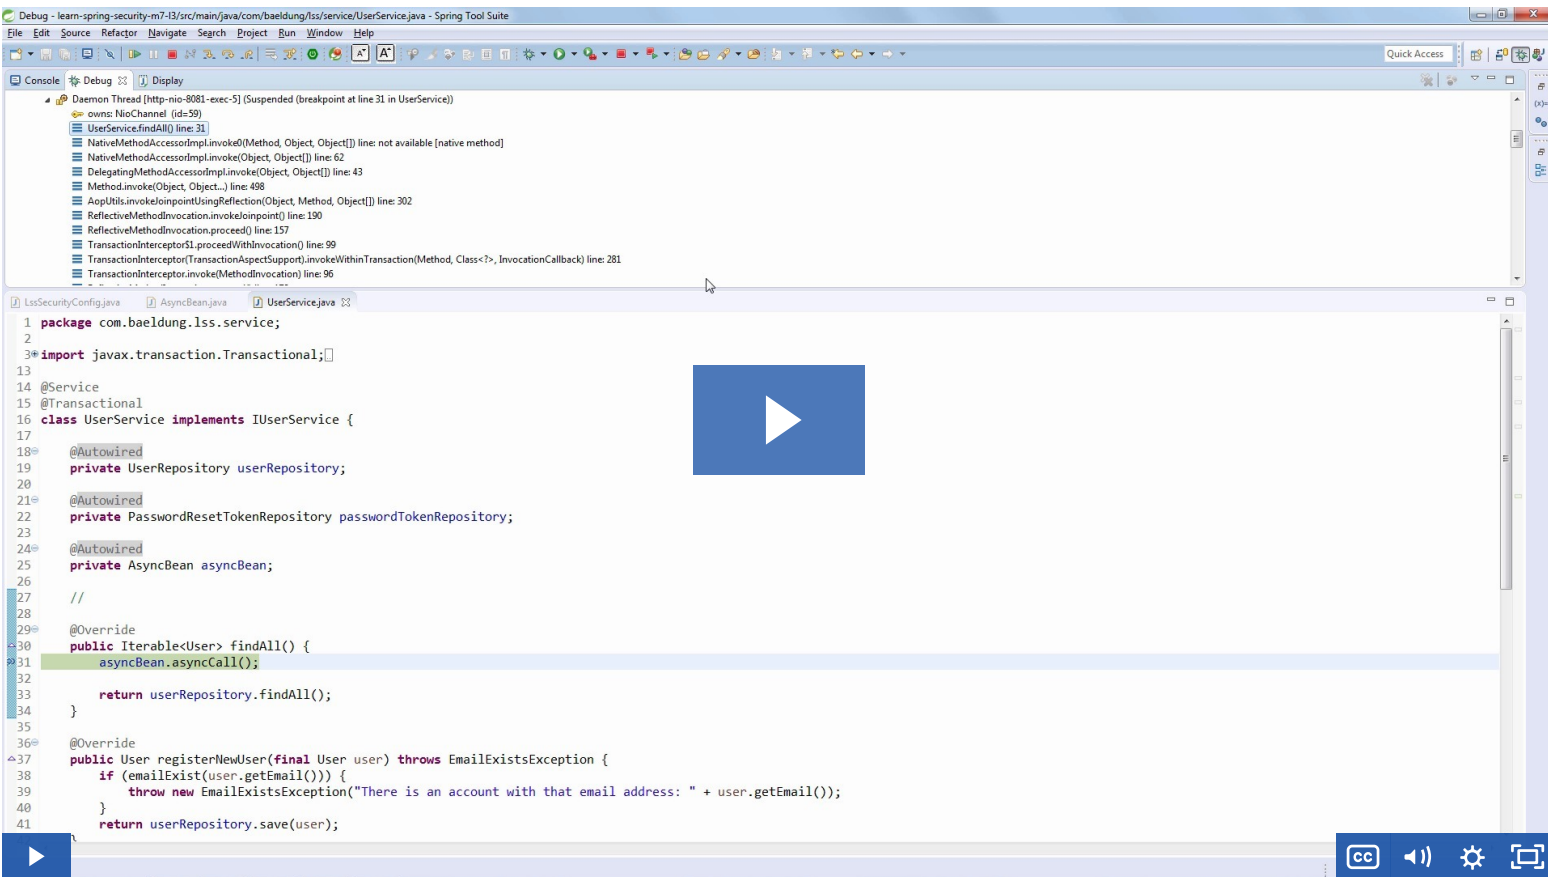 Debug - learn-spring-security-m7-l3/src/main/java/com/baeldung/lss/service/UserService.java - Spring Tool Suite
File Edit Source Refactor Navigate Search Project Run Window Help
Quick Access
Console Debug Display
Daemon Thread [http-nio-8081-exec-5] (Suspended (breakpoint at line 31 in UserService))
owns: NioChannel (id=59)
UserService.findAll() line: 31
NativeMethodAccessorImpl.invoke0(Method, Object, Object[]) line: not available [native method]
NativeMethodAccessorImpl.invoke(Object, Object[]) line: 62
DelegatingMethodAccessorImpl.invoke(Object, Object[]) line: 43
Method.invoke(Object, Object...) line: 498
AopUtils.invokeJoinpointUsingReflection(Object, Method, Object[]) line: 302
ReflectiveMethodInvocation.invokeJoinpoint() line: 190
ReflectiveMethodInvocation.proceed() line: 157
TransactionInterceptor$1.proceedWithInvocation() line: 99
TransactionInterceptor(TransactionAspectSupport).invokeWithinTransaction(Method, Class<?>, InvocationCallback) line: 281
TransactionInterceptor.invoke(MethodInvocation) line: 96
LssSecurityConfig.java AsyncBean.java UserService.java
1 package com.baeldung.lss.service;
2
3 import javax.transaction.Transactional;
13
14 @Service
15 @Transactional
16 class UserService implements IUserService {
17
18 @Autowired
19 private UserRepository userRepository;
20
21 @Autowired
22 private PasswordResetTokenRepository passwordTokenRepository;
23
24 @Autowired
25 private AsyncBean asyncBean;
26
27 //
28
29 @Override
30 public Iterable<User> findAll() {
31 asyncBean.asyncCall();
32
33 return userRepository.findAll();
34 }
35
36 @Override
37 public User registerNewUser(final User user) throws EmailExistsException {
38 if (emailExist(user.getEmail())) {
39 throw new EmailExistsException("There is an account with that email address: " + user.getEmail());
40 }
41 return userRepository.save(user);
CC